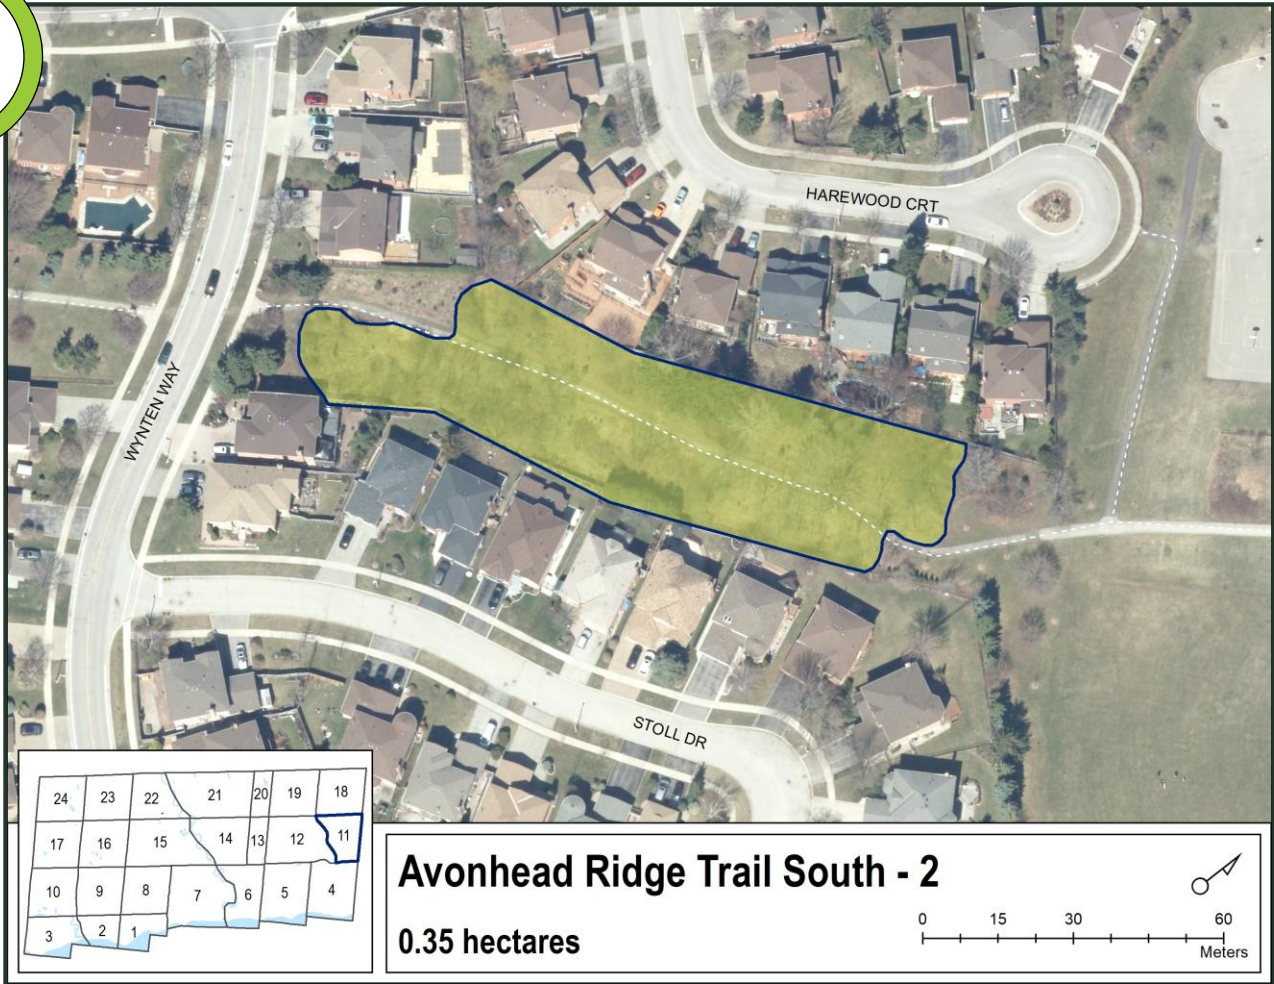 HAREWOOD CRT
WYNTEN WAY
STOLL DR
24 23 22 21 20 19 18
17 16 15 14 13 12 11
10 9 8 7 6 5 4
3 2 1
Avonhead Ridge Trail South - 2
0.35 hectares
0 15 30 60
Meters